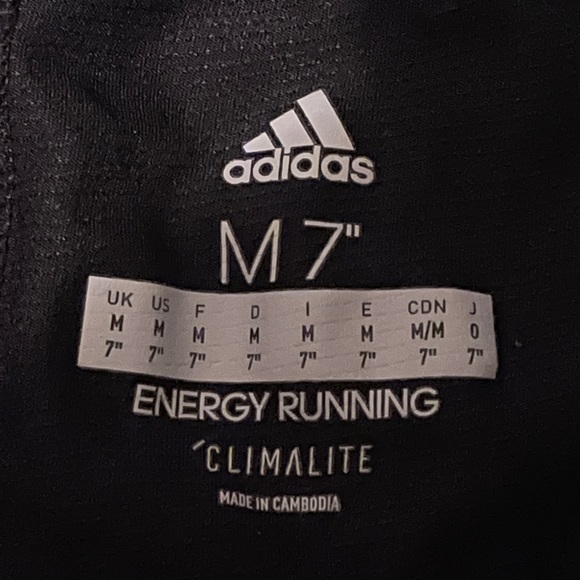 adidas
M 7"
UK US F D I E CDN J
M M M M M M M/M O
7" 7" 7" 7" 7" 7" 7" 7"
ENERGY RUNNING
CLIMALITE
MADE IN CAMBODIA